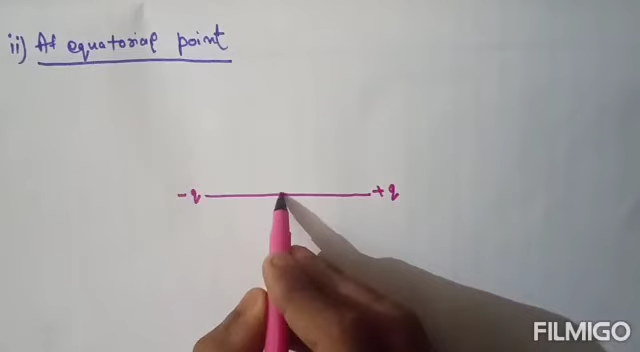 ii) At equatorial point
-q +q
FILMIGO